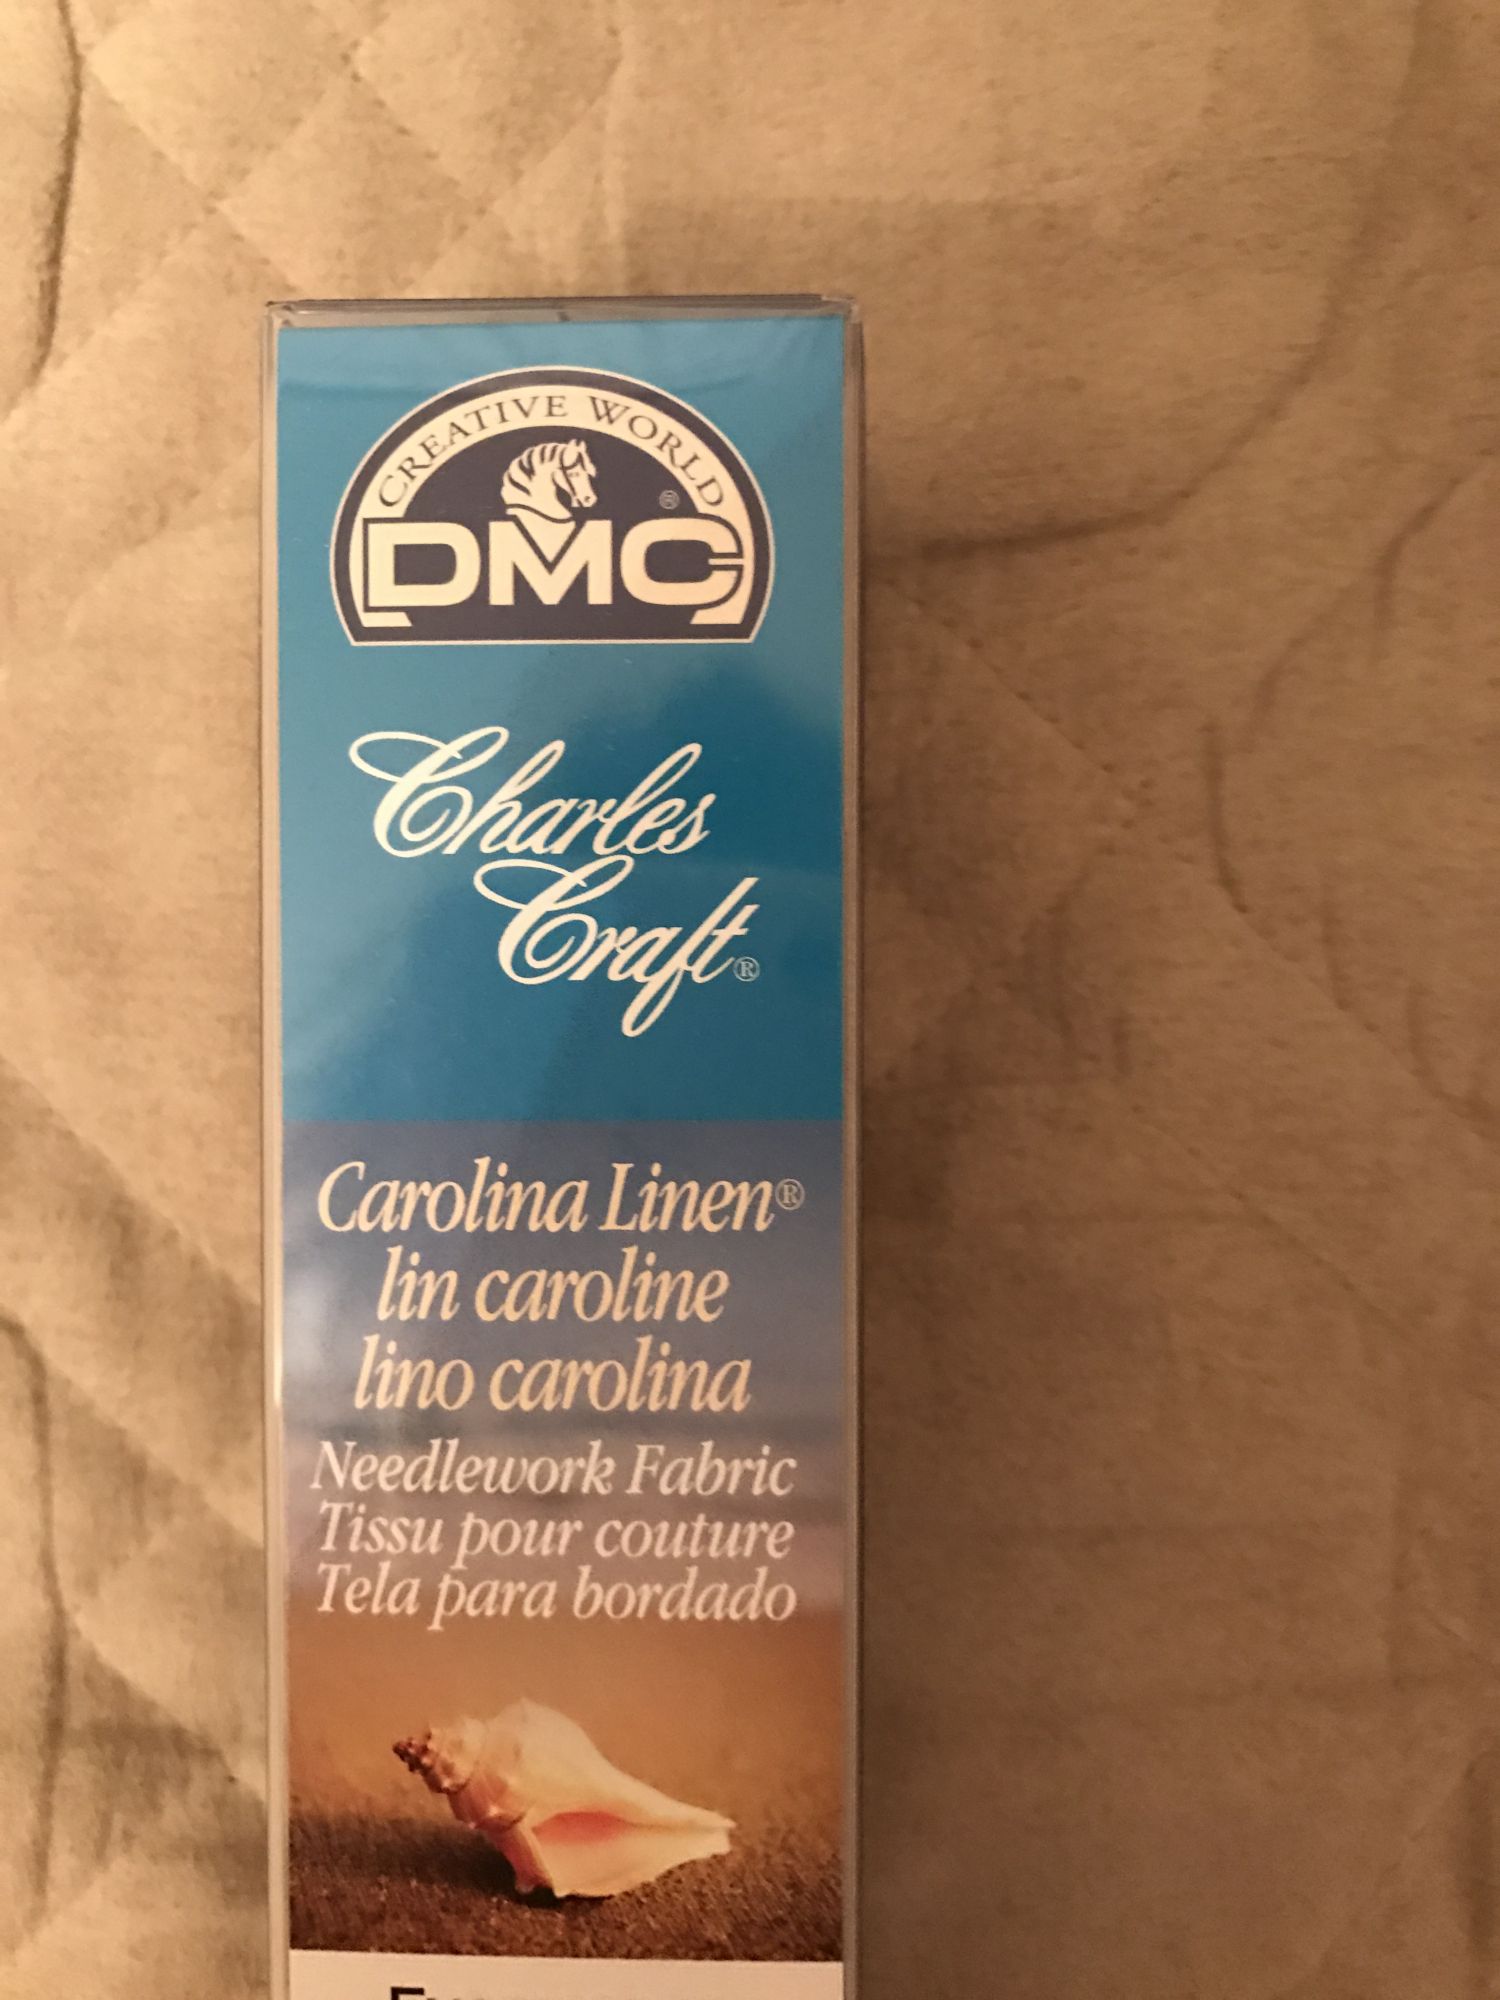 CREATIVE WORLD
®
DMC
Charles
Craft®
Carolina Linen®
lin caroline
lino carolina
Needlework Fabric
Tissu pour couture
Tela para bordado